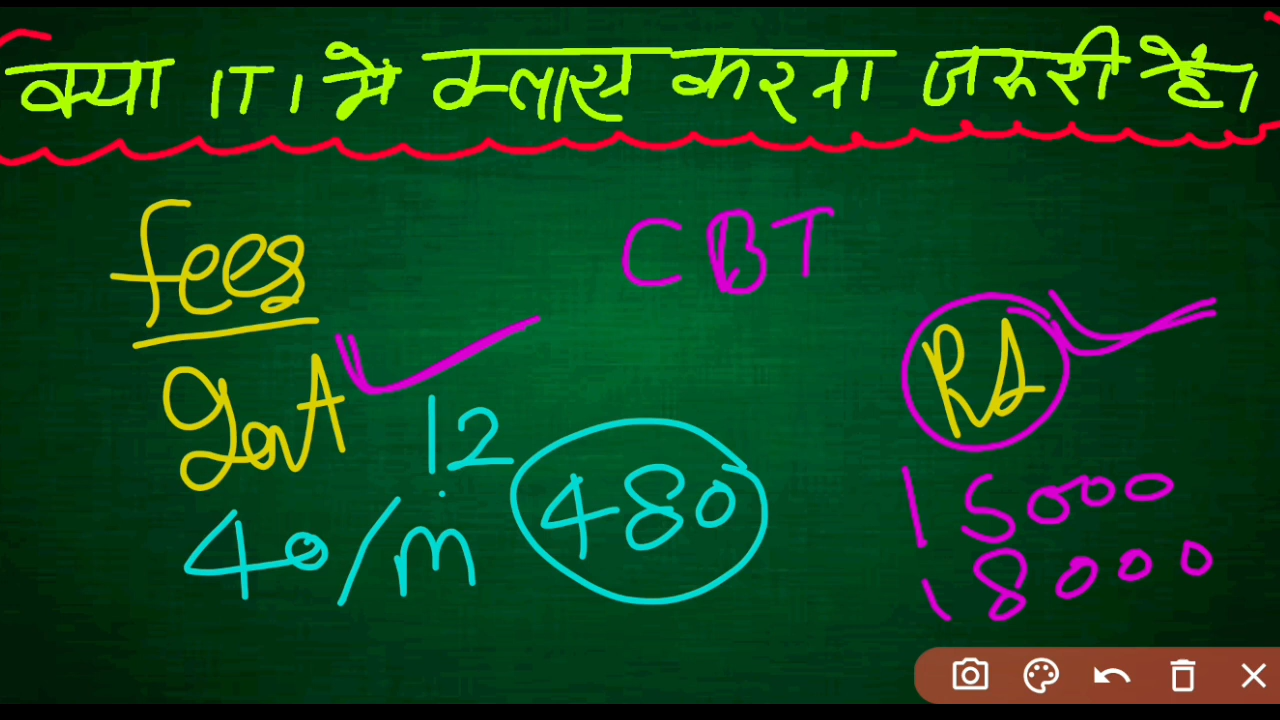 क्या ITI मे क्लास करना जरूरी है।
fees
CBT
Govt
RS
12
40/m
480
15000
18000